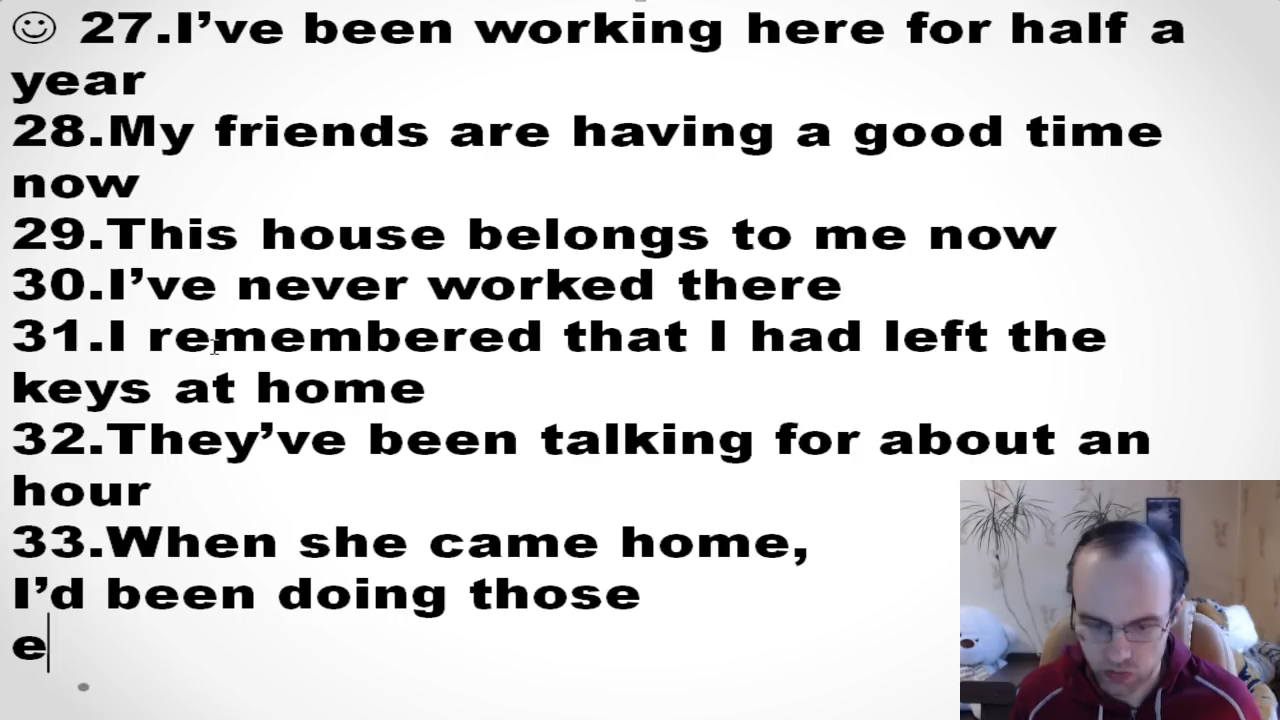 ☺ 27.I’ve been working here for half a
year
28.My friends are having a good time
now
29.This house belongs to me now
30.I’ve never worked there
31.I remembered that I had left the
keys at home
32.They’ve been talking for about an
hour
33.When she came home,
I’d been doing those
e